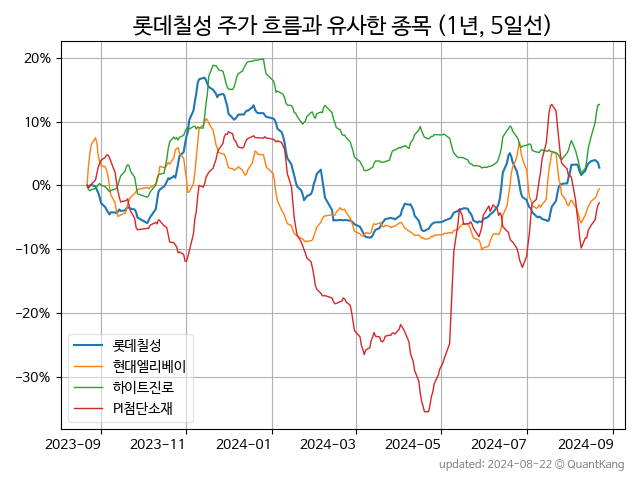 롯데칠성 주가 흐름과 유사한 종목 (1년, 5일선)
20%
10%
0%
−10%
−20%
−30%
롯데칠성
현대엘리베이
하이트진로
PI첨단소재
2023-09
2023-11
2024-01
2024-03
2024-05
2024-07
2024-09
updated: 2024-08-22 ⓒ QuantKang